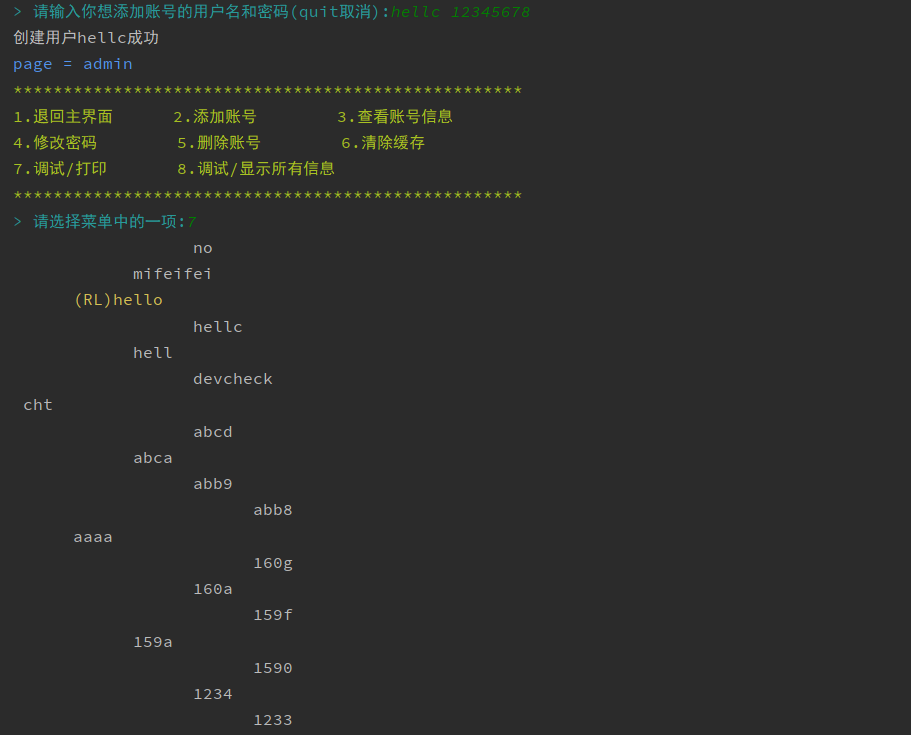 > 请输入你想添加账号的用户名和密码(quit取消):hellc 12345678
创建用户hellc成功
page = admin
***************************************************
1.退回主界面 2.添加账号 3.查看账号信息
4.修改密码 5.删除账号 6.清除缓存
7.调试/打印 8.调试/显示所有信息
***************************************************
> 请选择菜单中的一项:7
no
mifeifei
(RL)hello
hellc
hell
devcheck
cht
abcd
abca
abb9
abb8
aaaa
160g
160a
159f
159a
1590
1234
1233